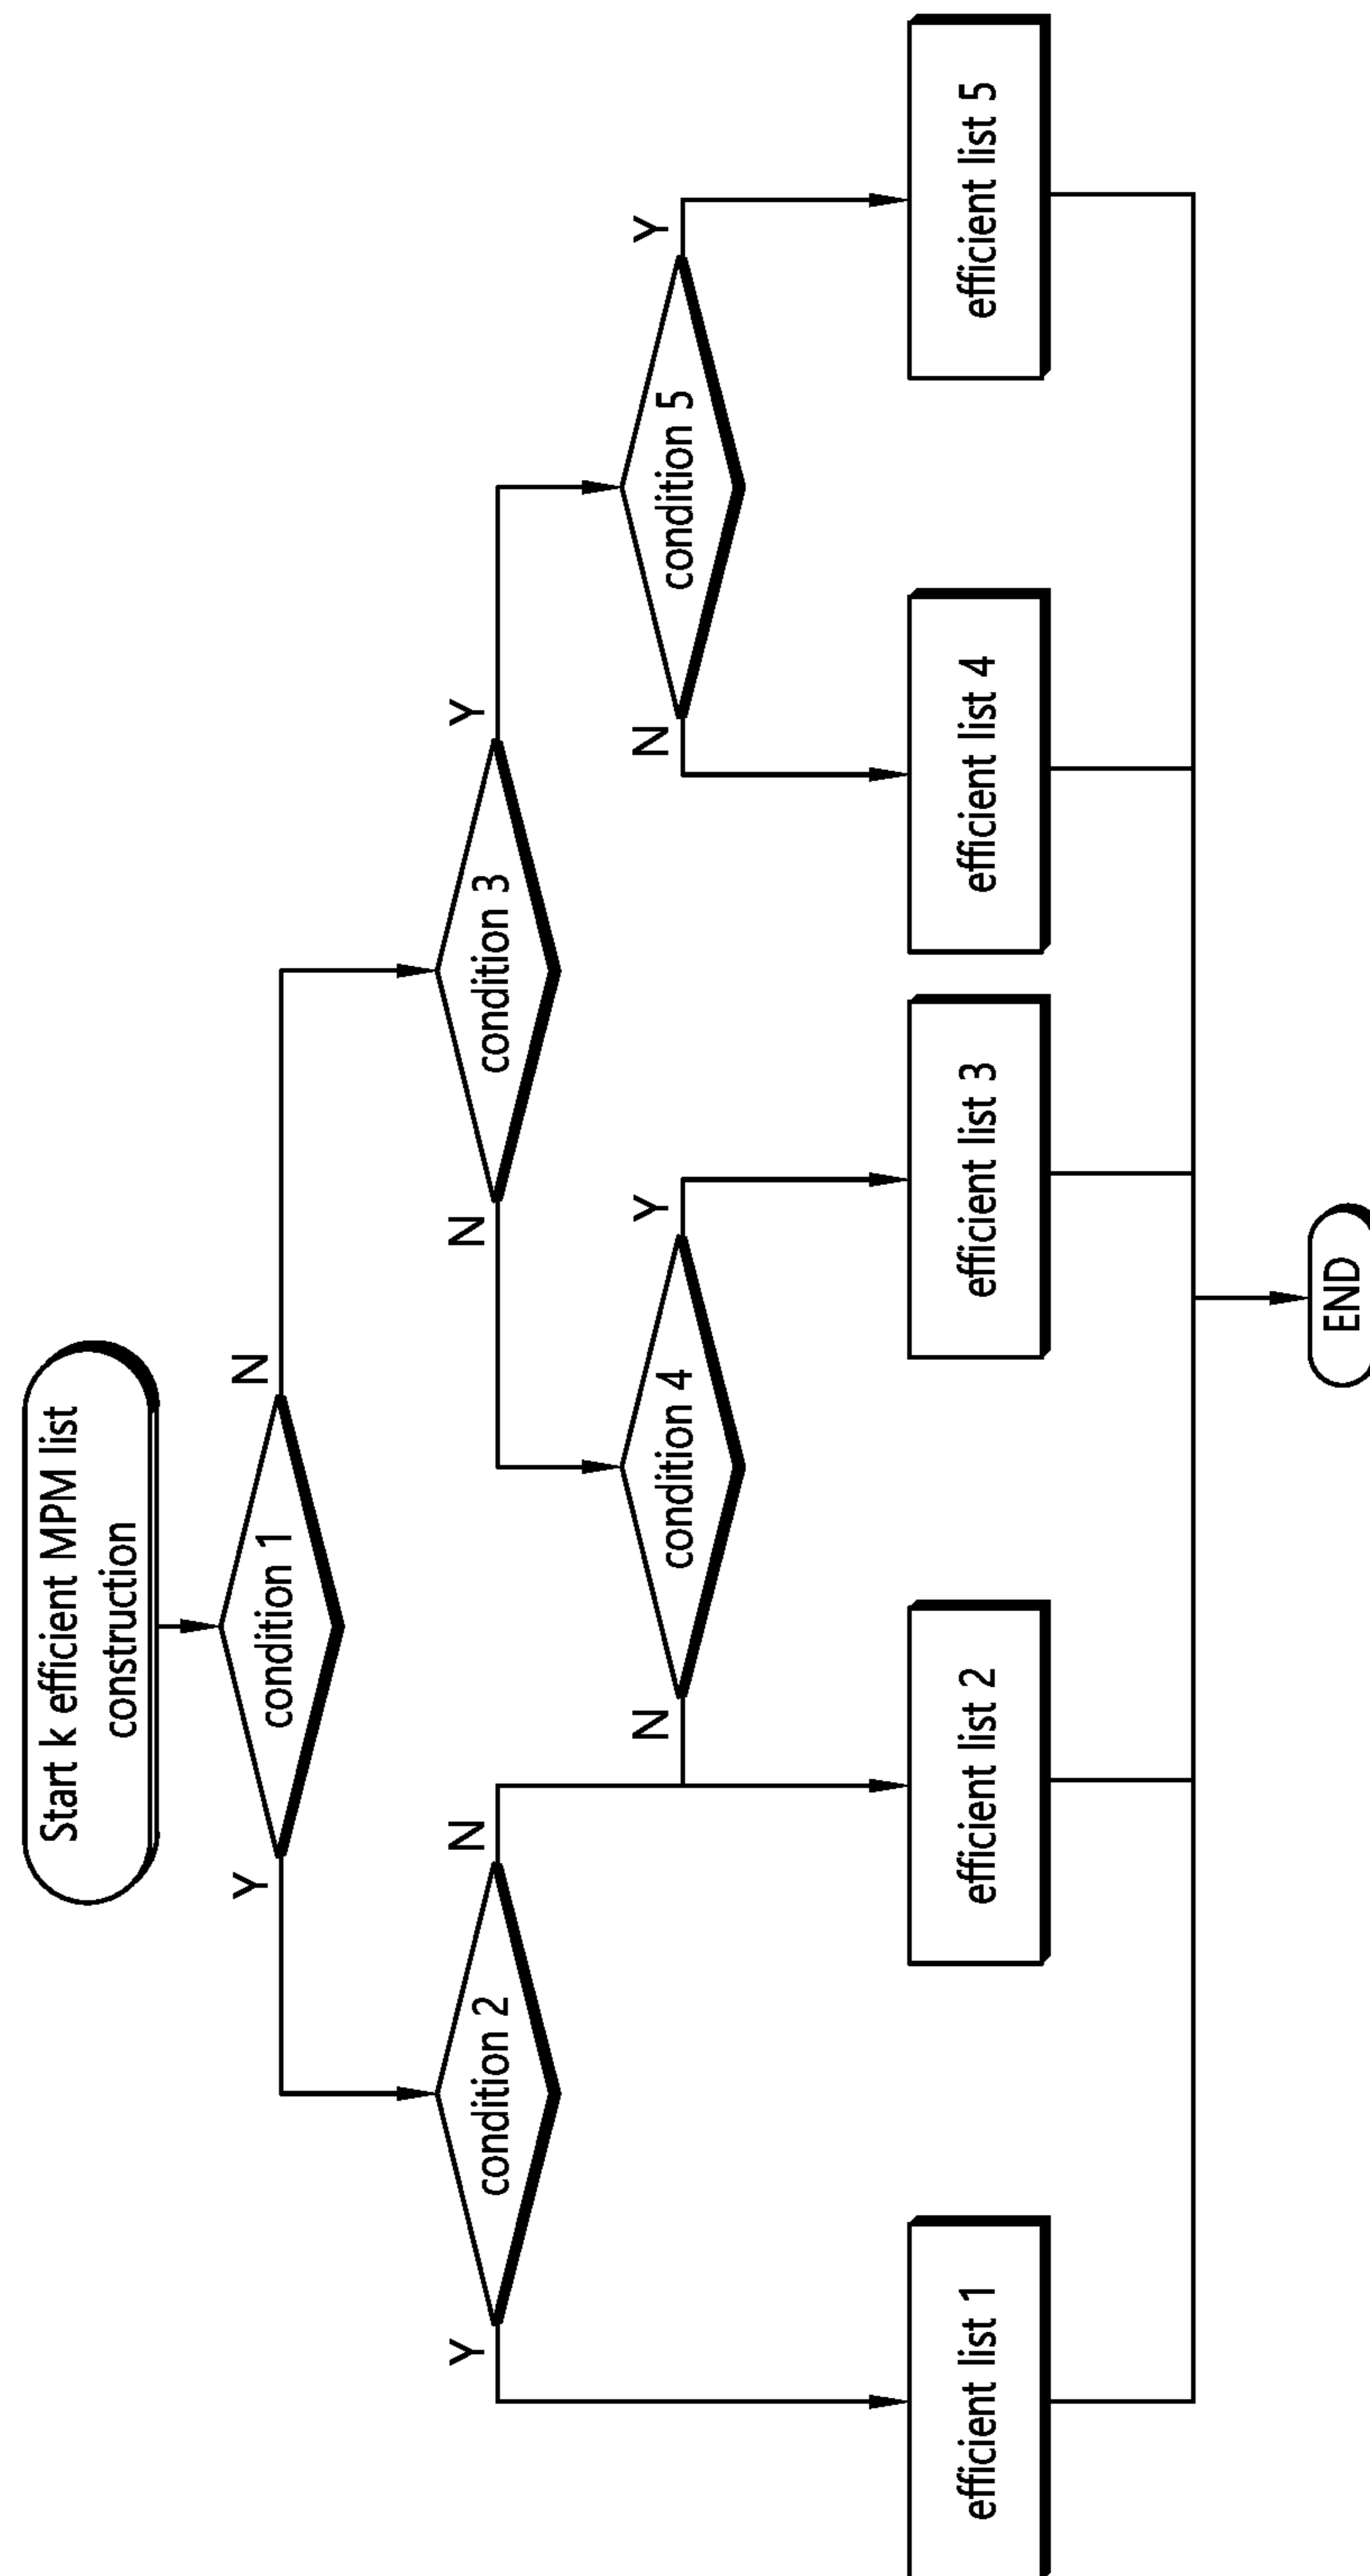 Start k efficient MPM list
construction
condition 1
Y
N
condition 2
condition 3
Y
N
N
Y
condition 4
condition 5
N
Y
N
Y
efficient list 1
efficient list 2
efficient list 3
efficient list 4
efficient list 5
END